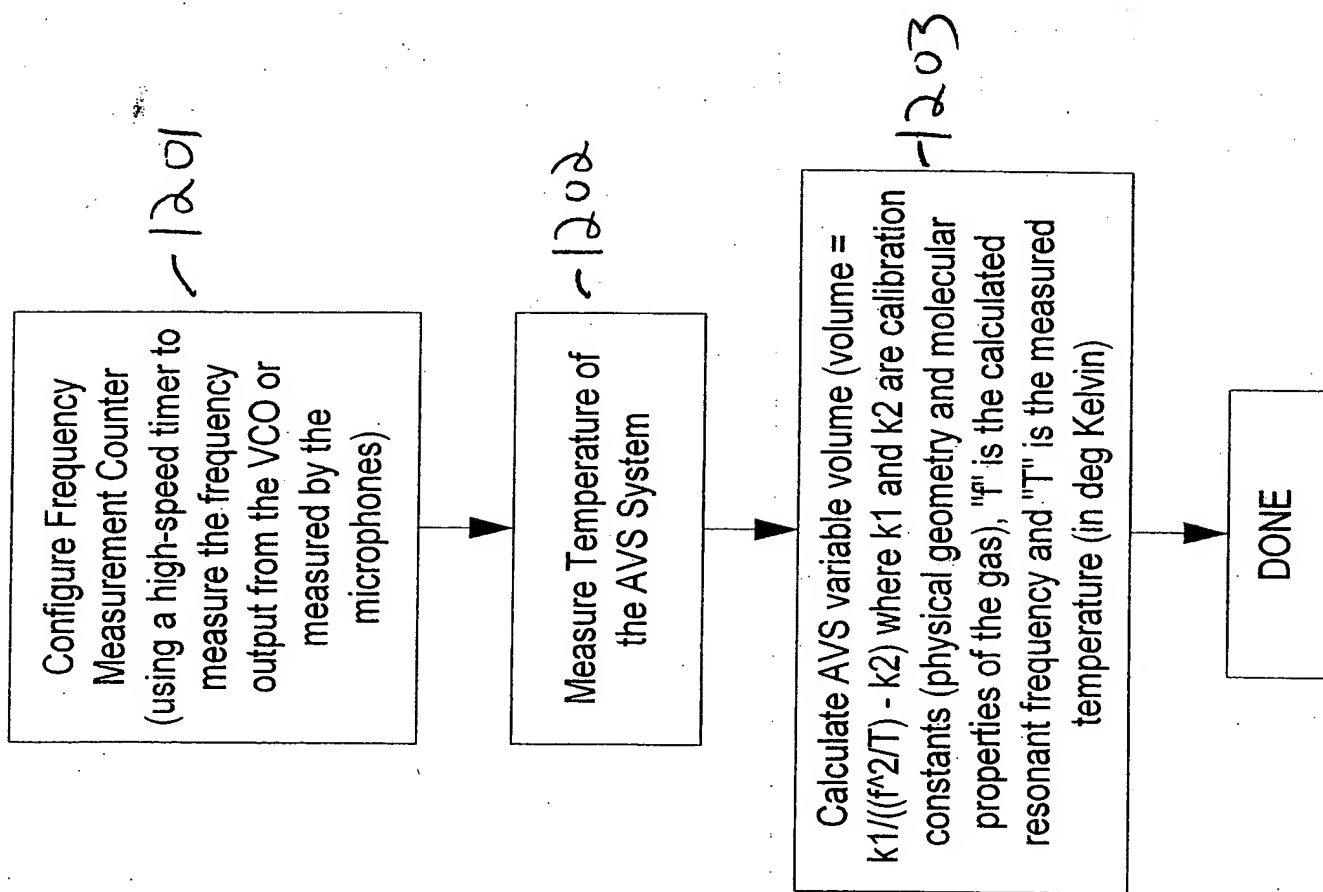 Configure Frequency
Measurement Counter
(using a high-speed timer to
measure the frequency
output from the VCO or
measured by the
microphones)
1201
Measure Temperature of
the AVS System
1202
Calculate AVS variable volume (volume =
k1/((f^2/T) - k2) where k1 and k2 are calibration
constants (physical geometry and molecular
properties of the gas), "f" is the calculated
resonant frequency and "T" is the measured
temperature (in deg Kelvin)
1203
DONE